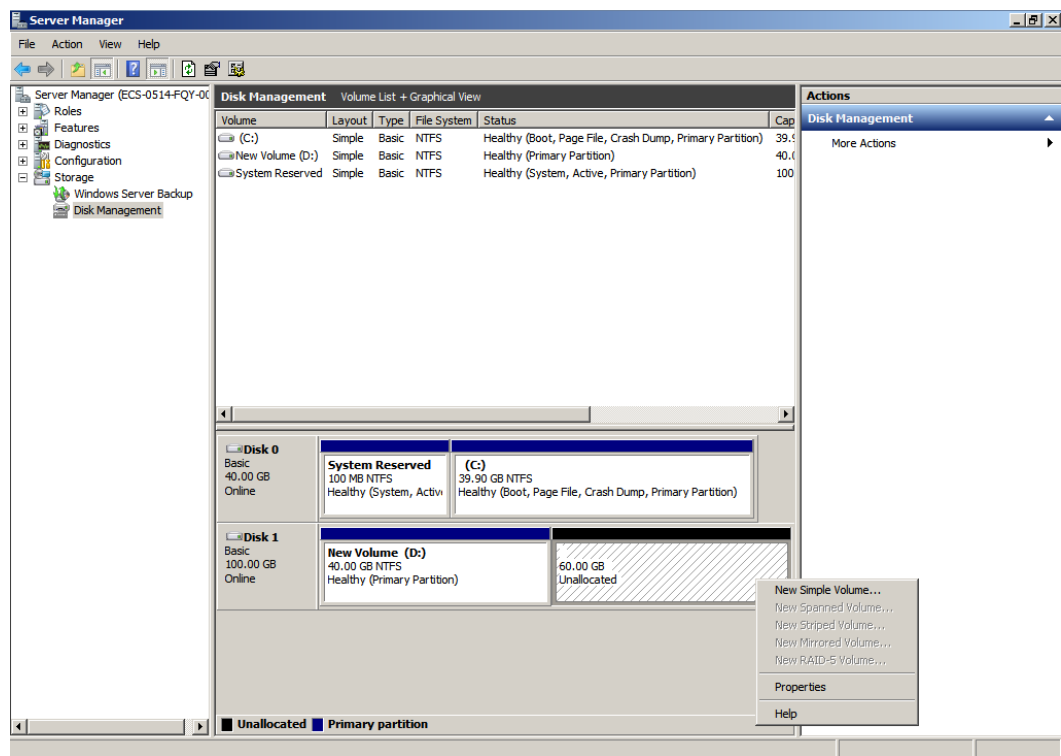 Server Manager
File Action View Help
Server Manager (ECS-0514-FQY-00
Roles
Features
Diagnostics
Configuration
Storage
Windows Server Backup
Disk Management
Disk Management Volume List + Graphical View
Volume Layout Type File System Status Cap
(C:) Simple Basic NTFS Healthy (Boot, Page File, Crash Dump, Primary Partition) 39.9
New Volume (D:) Simple Basic NTFS Healthy (Primary Partition) 40.0
System Reserved Simple Basic NTFS Healthy (System, Active, Primary Partition) 100
Disk 0
Basic
40.00 GB
Online
System Reserved
100 MB NTFS
Healthy (System, Activ
(C:)
39.90 GB NTFS
Healthy (Boot, Page File, Crash Dump, Primary Partition)
Disk 1
Basic
100.00 GB
Online
New Volume (D:)
40.00 GB NTFS
Healthy (Primary Partition)
60.00 GB
Unallocated
Unallocated Primary partition
Actions
Disk Management
More Actions
New Simple Volume...
New Spanned Volume...
New Striped Volume...
New Mirrored Volume...
New RAID-5 Volume...
Properties
Help